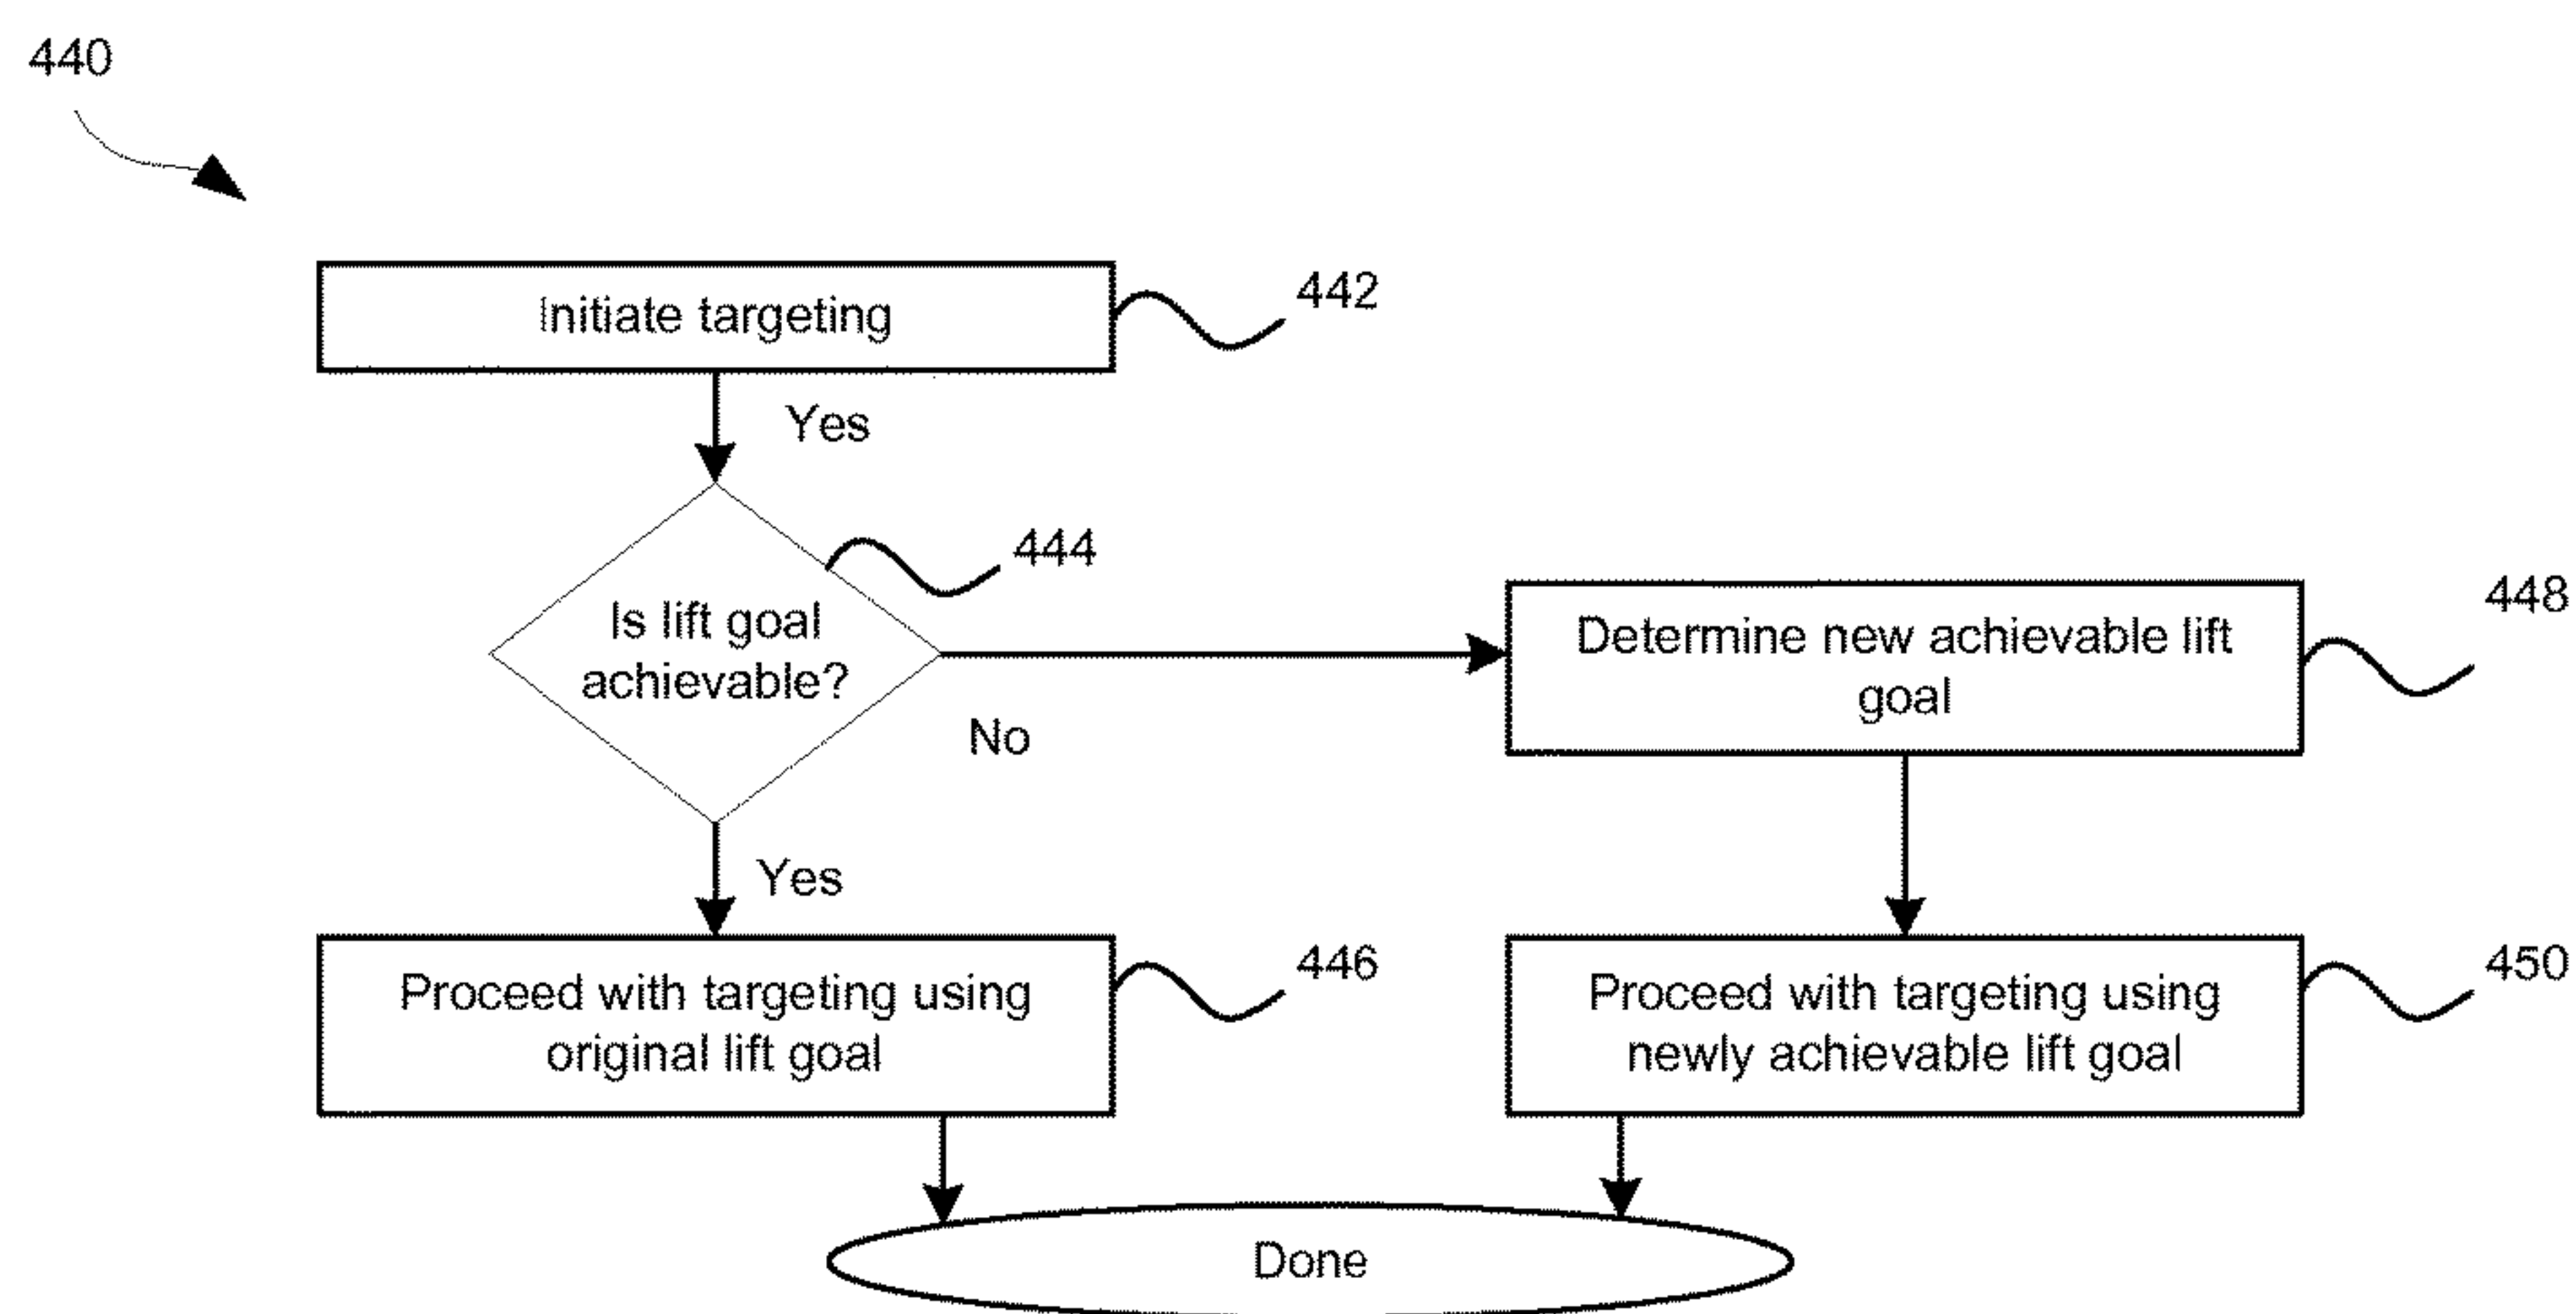 440
Initiate targeting
442
Yes
Is lift goal
achievable?
444
No
Determine new achievable lift
goal
448
Yes
Proceed with targeting using
original lift goal
446
Proceed with targeting using
newly achievable lift goal
450
Done